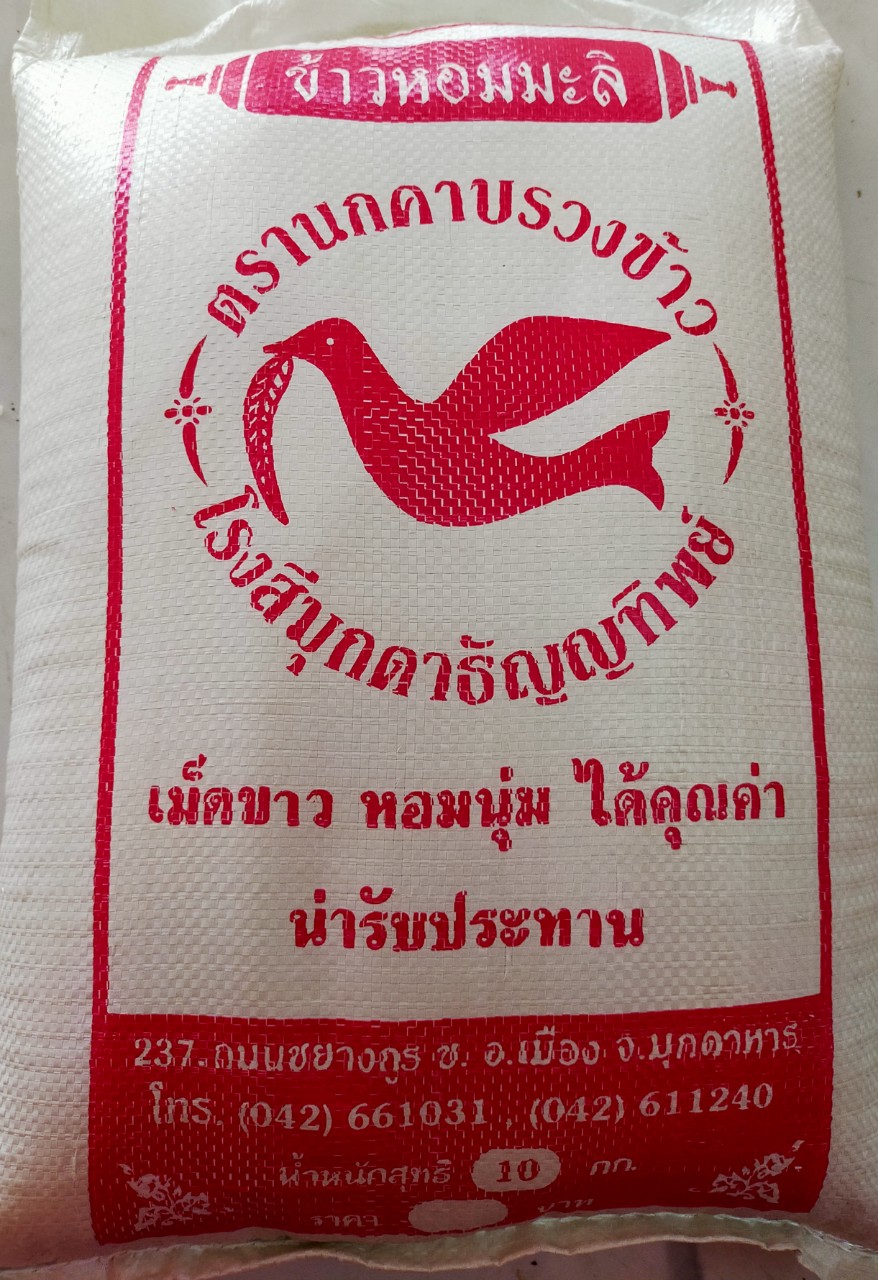 ข้าวหอมมะลิ
ตรานกคาบรวงข้าว
โรงสีมุกดาธัญญทิพย์
เม็ดขาว หอมนุ่ม ได้คุณค่า
น่ารับประทาน
237.ถนนชยางกูร ซ. อ.เมือง จ.มุกดาหาร
โทร. (042) 661031 , (042) 611240
น้ำหนักสุทธิ 10 กก.
ราคา บาท